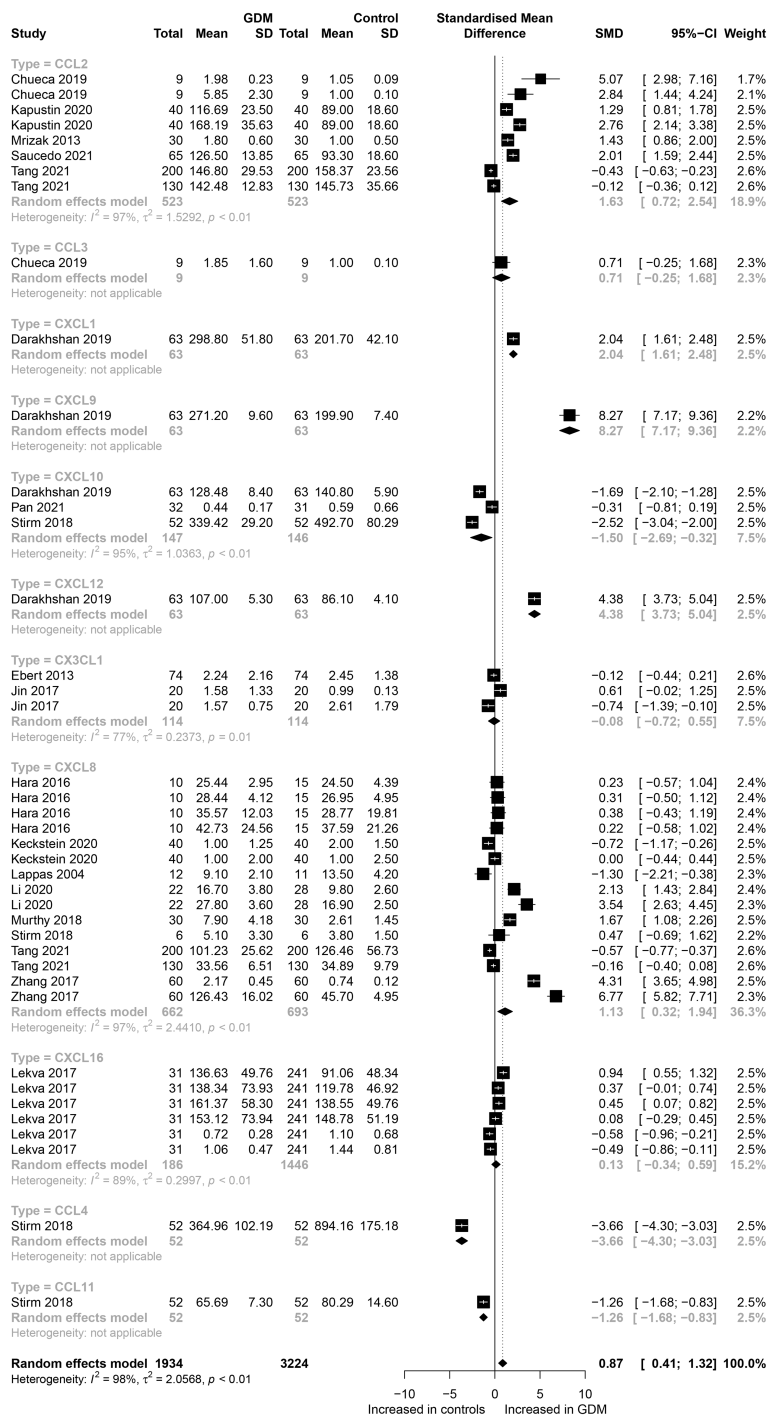 GDM Control Standardised Mean
Study Total Mean SD Total Mean SD Difference SMD 95%−CI Weight
Type = CCL2
Chueca 2019 9 1.98 0.23 9 1.05 0.09 5.07 [ 2.98; 7.16] 1.7%
Chueca 2019 9 5.85 2.30 9 1.00 0.10 2.84 [ 1.44; 4.24] 2.1%
Kapustin 2020 40 116.69 23.50 40 89.00 18.60 1.29 [ 0.81; 1.78] 2.5%
Kapustin 2020 40 168.19 35.63 40 89.00 18.60 2.76 [ 2.14; 3.38] 2.5%
Mrizak 2013 30 1.80 0.60 30 1.00 0.50 1.43 [ 0.86; 2.00] 2.5%
Saucedo 2021 65 126.50 13.85 65 93.30 18.60 2.01 [ 1.59; 2.44] 2.5%
Tang 2021 200 146.80 29.53 200 158.37 23.56 −0.43 [−0.63; −0.23] 2.6%
Tang 2021 130 142.48 12.83 130 145.73 35.66 −0.12 [−0.36; 0.12] 2.6%
Random effects model 523 523 1.63 [ 0.72; 2.54] 18.9%
Heterogeneity: I² = 97%, τ² = 1.5292, p < 0.01
Type = CCL3
Chueca 2019 9 1.85 1.60 9 1.00 0.10 0.71 [−0.25; 1.68] 2.3%
Random effects model 9 9 0.71 [−0.25; 1.68] 2.3%
Heterogeneity: not applicable
Type = CXCL1
Darakhshan 2019 63 298.80 51.80 63 201.70 42.10 2.04 [ 1.61; 2.48] 2.5%
Random effects model 63 63 2.04 [ 1.61; 2.48] 2.5%
Heterogeneity: not applicable
Type = CXCL9
Darakhshan 2019 63 271.20 9.60 63 199.90 7.40 8.27 [ 7.17; 9.36] 2.2%
Random effects model 63 63 8.27 [ 7.17; 9.36] 2.2%
Heterogeneity: not applicable
Type = CXCL10
Darakhshan 2019 63 128.48 8.40 63 140.80 5.90 −1.69 [−2.10; −1.28] 2.5%
Pan 2021 32 0.44 0.17 31 0.59 0.66 −0.31 [−0.81; 0.19] 2.5%
Stirm 2018 52 339.42 29.20 52 492.70 80.29 −2.52 [−3.04; −2.00] 2.5%
Random effects model 147 146 −1.50 [−2.69; −0.32] 7.5%
Heterogeneity: I² = 95%, τ² = 1.0363, p < 0.01
Type = CXCL12
Darakhshan 2019 63 107.00 5.30 63 86.10 4.10 4.38 [ 3.73; 5.04] 2.5%
Random effects model 63 63 4.38 [ 3.73; 5.04] 2.5%
Heterogeneity: not applicable
Type = CX3CL1
Ebert 2013 74 2.24 2.16 74 2.45 1.38 −0.12 [−0.44; 0.21] 2.6%
Jin 2017 20 1.58 1.33 20 0.99 0.13 0.61 [−0.02; 1.25] 2.5%
Jin 2017 20 1.57 0.75 20 2.61 1.79 −0.74 [−1.39; −0.10] 2.5%
Random effects model 114 114 −0.08 [−0.72; 0.55] 7.5%
Heterogeneity: I² = 77%, τ² = 0.2373, p = 0.01
Type = CXCL8
Hara 2016 10 25.44 2.95 15 24.50 4.39 0.23 [−0.57; 1.04] 2.4%
Hara 2016 10 28.44 4.12 15 26.95 4.95 0.31 [−0.50; 1.12] 2.4%
Hara 2016 10 35.57 12.03 15 28.77 19.81 0.38 [−0.43; 1.19] 2.4%
Hara 2016 10 42.73 24.56 15 37.59 21.26 0.22 [−0.58; 1.02] 2.4%
Keckstein 2020 40 1.00 1.25 40 2.00 1.50 −0.72 [−1.17; −0.26] 2.5%
Keckstein 2020 40 1.00 2.00 40 1.00 2.50 0.00 [−0.44; 0.44] 2.5%
Lappas 2004 12 9.10 2.10 11 13.50 4.20 −1.30 [−2.21; −0.38] 2.4%
Li 2020 22 16.70 3.80 28 9.80 2.60 2.13 [ 1.43; 2.84] 2.4%
Li 2020 22 27.80 3.60 28 16.90 2.50 3.54 [ 2.63; 4.45] 2.4%
Murthy 2018 30 7.90 4.18 30 2.61 1.45 1.67 [ 1.08; 2.26] 2.5%
Stirm 2018 6 5.10 3.30 6 3.80 1.50 0.47 [−0.69; 1.62] 2.2%
Tang 2021 200 101.23 25.62 200 126.46 56.73 −0.57 [−0.77; −0.37] 2.6%
Tang 2021 130 33.56 6.51 130 34.89 9.79 −0.16 [−0.40; 0.08] 2.6%
Zhang 2017 60 2.17 0.45 60 0.74 0.12 4.31 [ 3.65; 4.98] 2.5%
Zhang 2017 60 126.43 16.02 60 45.70 4.95 6.77 [ 5.82; 7.71] 2.3%
Random effects model 662 693 1.13 [ 0.32; 1.94] 36.3%
Heterogeneity: I² = 97%, τ² = 2.4410, p < 0.01
Type = CXCL16
Lekva 2017 31 136.63 49.76 241 91.06 48.34 0.94 [ 0.55; 1.32] 2.5%
Lekva 2017 31 138.34 73.93 241 119.78 46.92 0.37 [−0.01; 0.74] 2.5%
Lekva 2017 31 161.37 58.30 241 138.55 49.76 0.45 [ 0.07; 0.82] 2.5%
Lekva 2017 31 153.12 73.94 241 148.78 51.19 0.08 [−0.29; 0.45] 2.5%
Lekva 2017 31 0.72 0.28 241 1.10 0.68 −0.58 [−0.96; −0.21] 2.5%
Lekva 2017 31 1.06 0.47 241 1.44 0.81 −0.49 [−0.86; −0.11] 2.5%
Random effects model 186 1446 0.13 [−0.34; 0.59] 15.2%
Heterogeneity: I² = 89%, τ² = 0.2997, p < 0.01
Type = CCL4
Stirm 2018 52 364.96 102.19 52 894.16 175.18 −3.66 [−4.30; −3.03] 2.5%
Random effects model 52 52 −3.66 [−4.30; −3.03] 2.5%
Heterogeneity: not applicable
Type = CCL11
Stirm 2018 52 65.69 7.30 52 80.29 14.60 −1.26 [−1.68; −0.83] 2.5%
Random effects model 52 52 −1.26 [−1.68; −0.83] 2.5%
Heterogeneity: not applicable
Random effects model 1934 3224 0.87 [ 0.41; 1.32] 100.0%
Heterogeneity: I² = 98%, τ² = 2.0568, p < 0.01
−10 −5 0 5 10
Increased in controls Increased in GDM